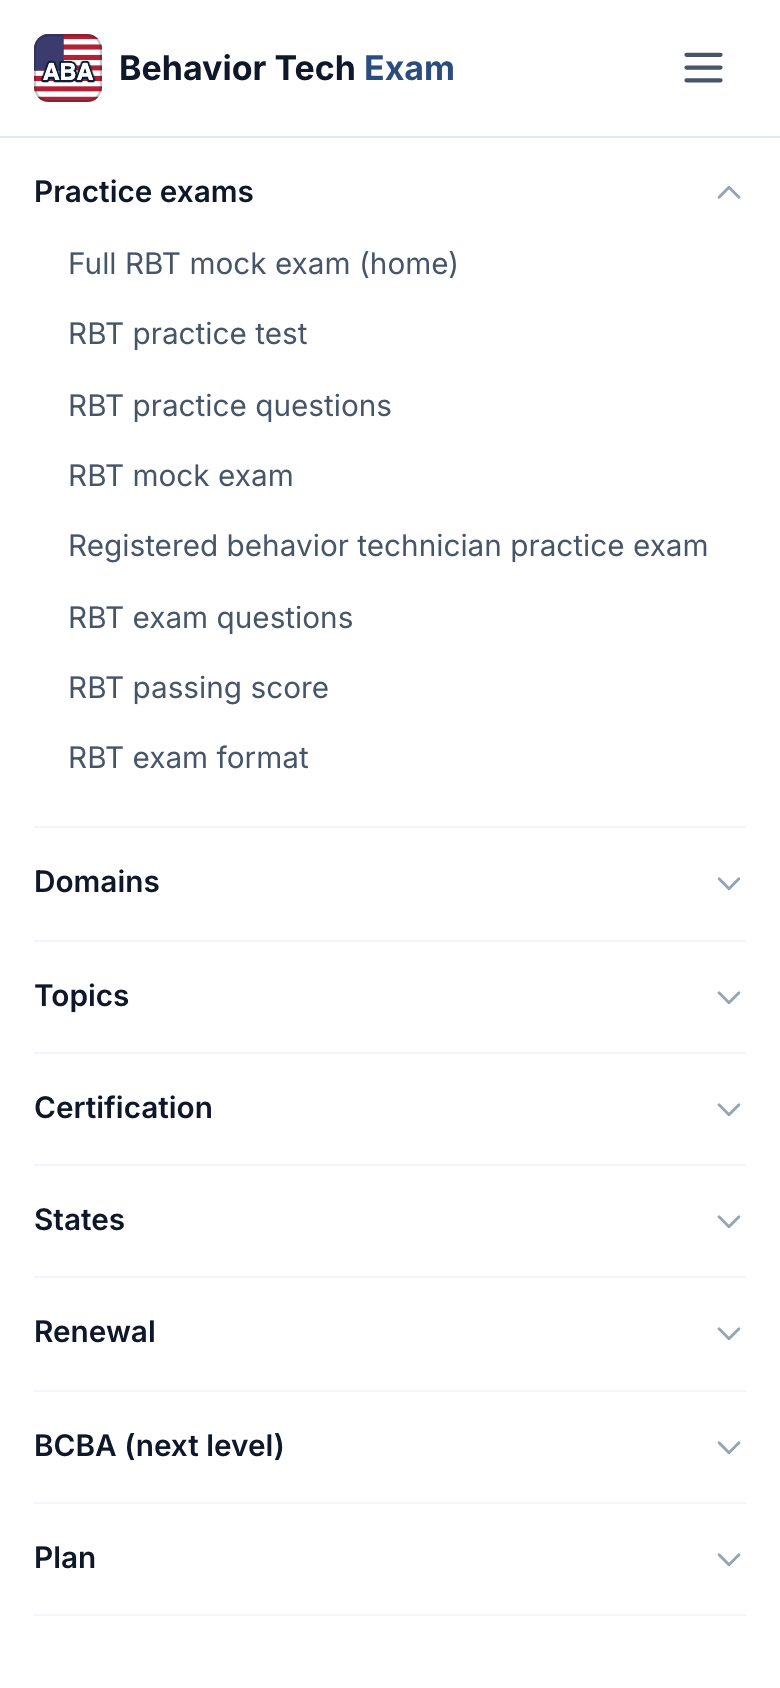 ABA
Behavior Tech Exam
Practice exams
Full RBT mock exam (home)
RBT practice test
RBT practice questions
RBT mock exam
Registered behavior technician practice exam
RBT exam questions
RBT passing score
RBT exam format
Domains
Topics
Certification
States
Renewal
BCBA (next level)
Plan